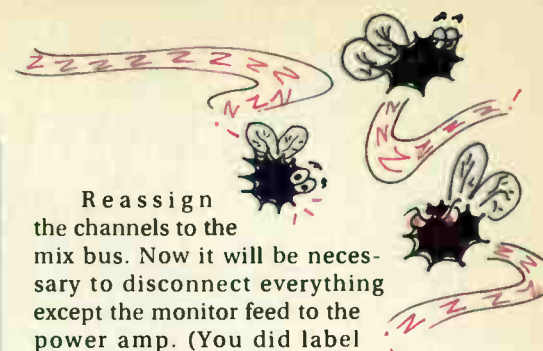 Z Z Z Z Z Z Z Z Z
Z Z Z Z
Z Z Z Z Z Z
Reassign
the channels to the
mix bus. Now it will be neces-
sary to disconnect everything
except the monitor feed to the
power amp. (You did label
Z Z Z Z Z Z